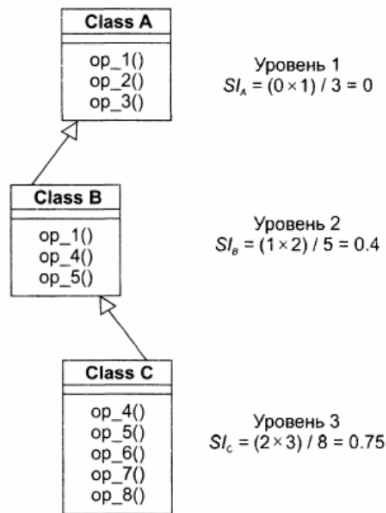 Class A
op_1()
op_2()
op_3()
Уровень 1
SI_A = (0 × 1) / 3 = 0
Class B
op_1()
op_4()
op_5()
Уровень 2
SI_B = (1 × 2) / 5 = 0.4
Class C
op_4()
op_5()
op_6()
op_7()
op_8()
Уровень 3
SI_C = (2 × 3) / 8 = 0.75